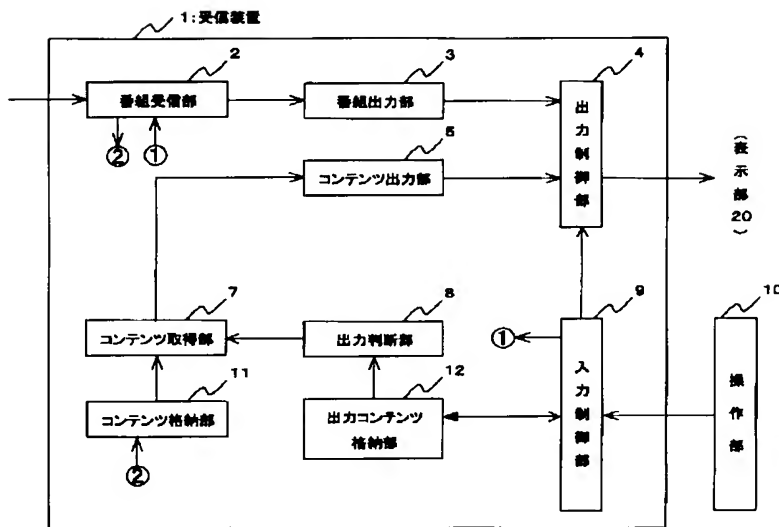 1:受信装置
2
3
4
番組受信部
番組出力部
出力制御部
②
①
5
コンテンツ出力部
(表示部20)
7
8
9
10
コンテンツ取得部
出力判断部
①
入力制御部
操作部
11
12
コンテンツ格納部
出力コンテンツ
格納部
②